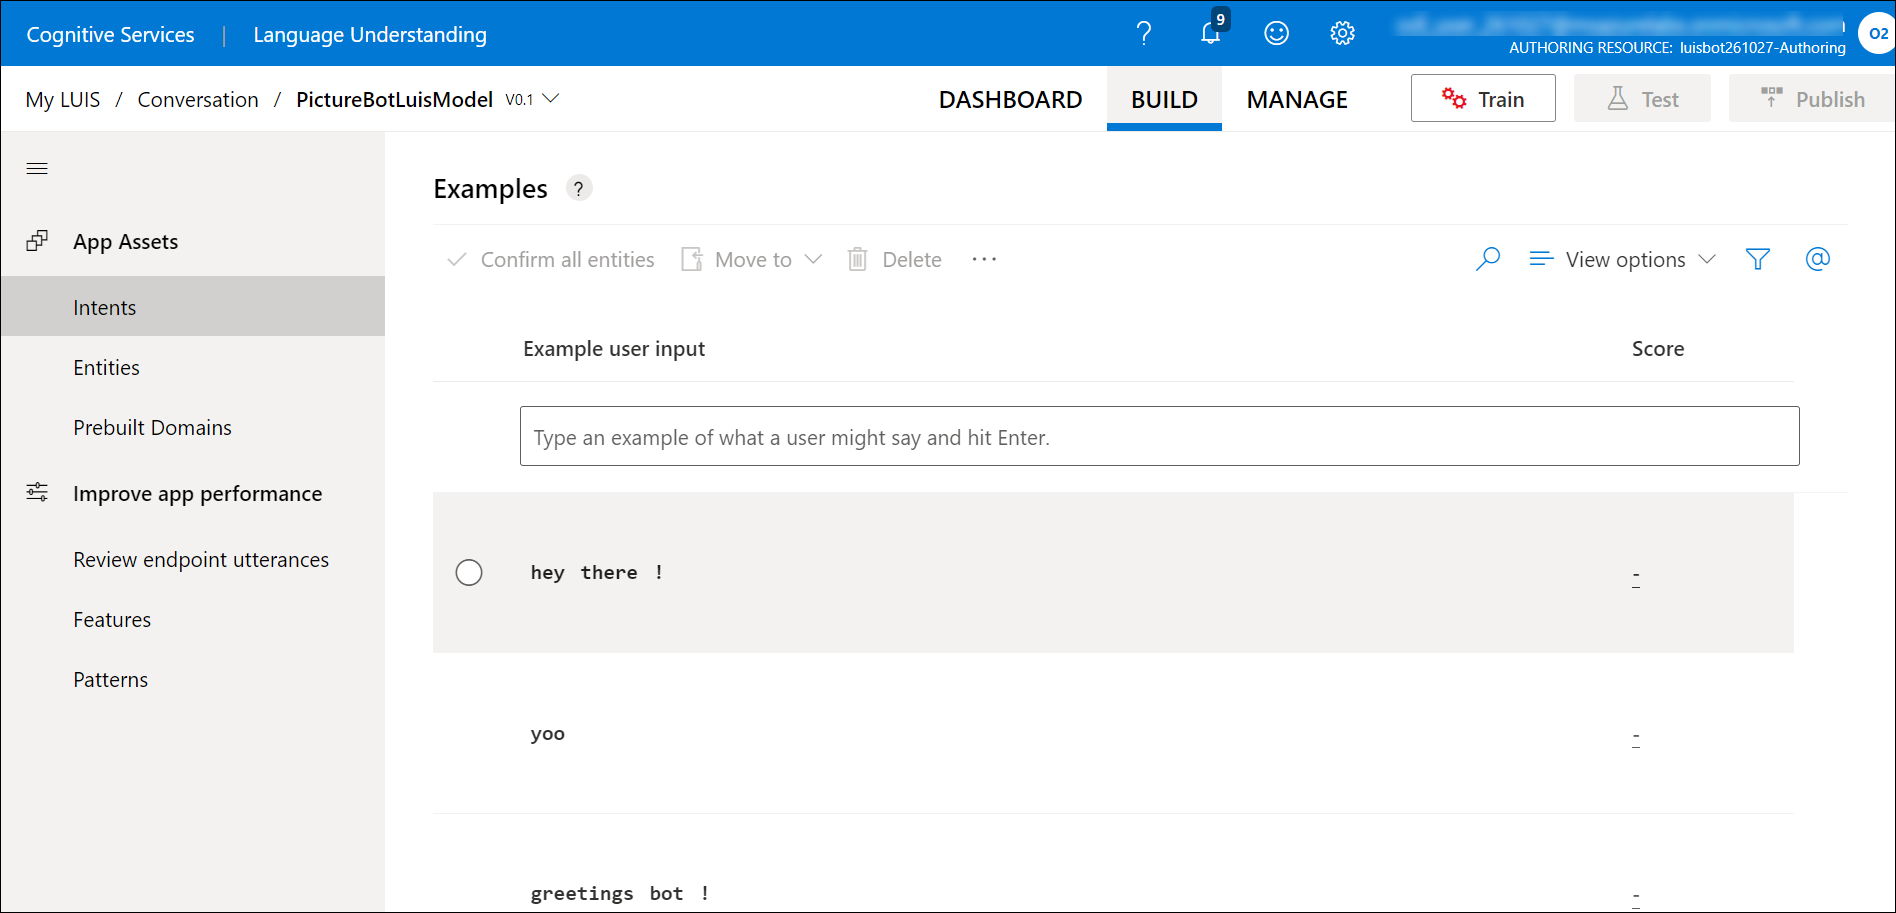 Cognitive Services | Language Understanding
9
AUTHORING RESOURCE: luisbot261027-Authoring
O2
My LUIS / Conversation / PictureBotLuisModel V0.1
DASHBOARD BUILD MANAGE Train Test Publish
App Assets
Intents
Entities
Prebuilt Domains
Improve app performance
Review endpoint utterances
Features
Patterns
Examples ?
Confirm all entities Move to Delete ... View options @
Example user input Score
Type an example of what a user might say and hit Enter.
hey there ! -
yoo -
greetings bot ! -